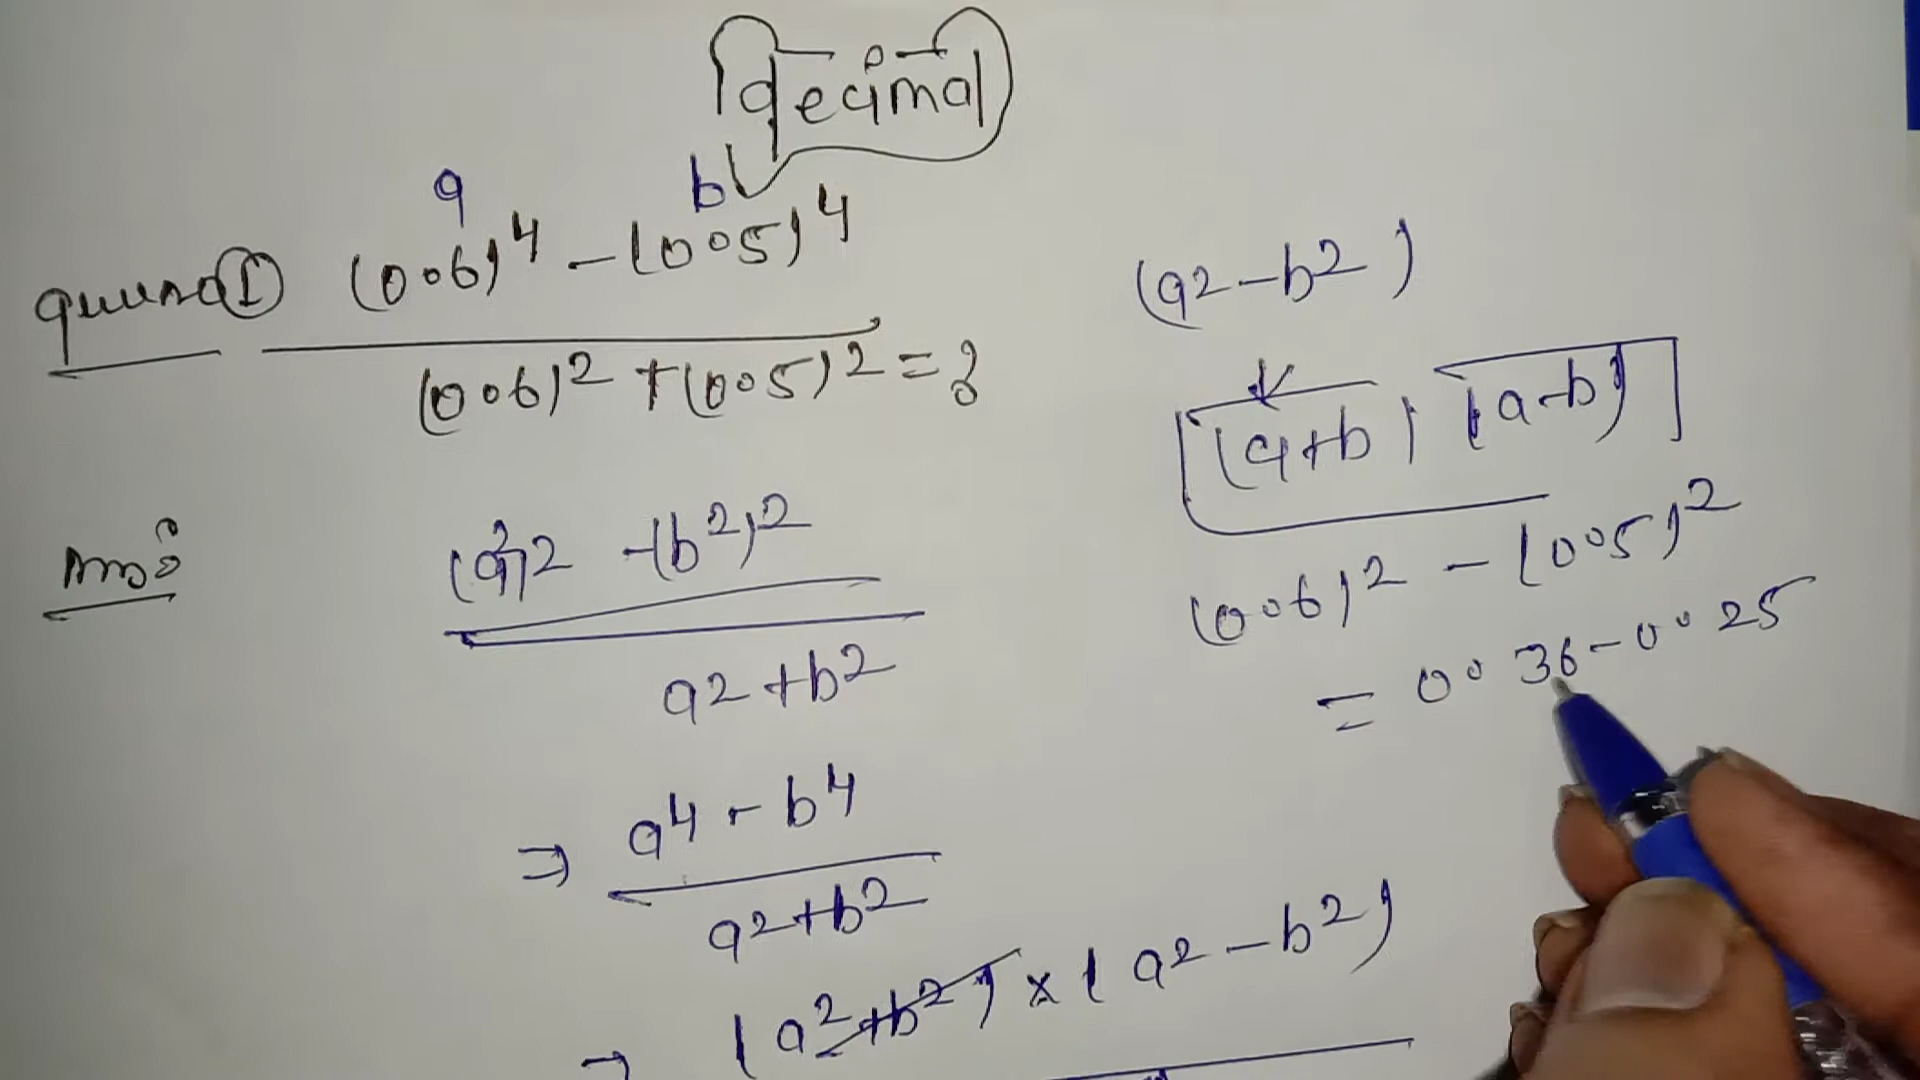 decimal
a b
(0.6)⁴ - (0.5)⁴
(0.6)² + (0.5)² = ?
Ans:
(a²)² - (b²)²
a² + b²
⇒ a⁴ - b⁴
a² + b²
⇒ (a² + b²) × (a² - b²)
(a² - b²)
(a+b) (a-b)
(0.6)² - (0.5)²
= 0.36 - 0.25